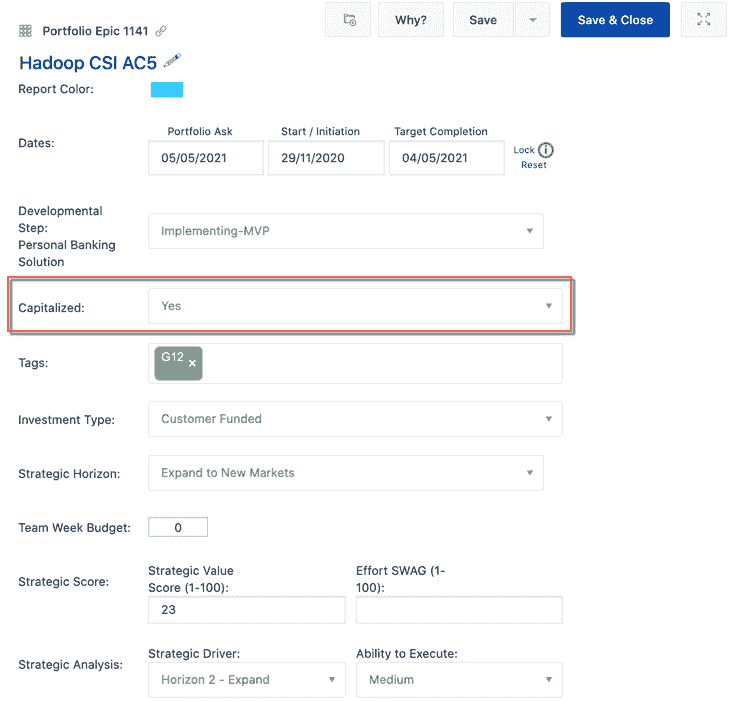 Portfolio Epic 1141
Why?
Save
Save & Close
Hadoop CSI AC5
Report Color:
Portfolio Ask
Start / Initiation
Target Completion
Dates:
05/05/2021
29/11/2020
04/05/2021
Lock
Reset
Developmental
Step:
Personal Banking
Solution
Implementing-MVP
Capitalized:
Yes
Tags:
G12 ×
Investment Type:
Customer Funded
Strategic Horizon:
Expand to New Markets
Team Week Budget:
0
Strategic Score:
Strategic Value
Score (1-100):
23
Effort SWAG (1-
100):
Strategic Analysis:
Strategic Driver:
Horizon 2 - Expand
Ability to Execute:
Medium